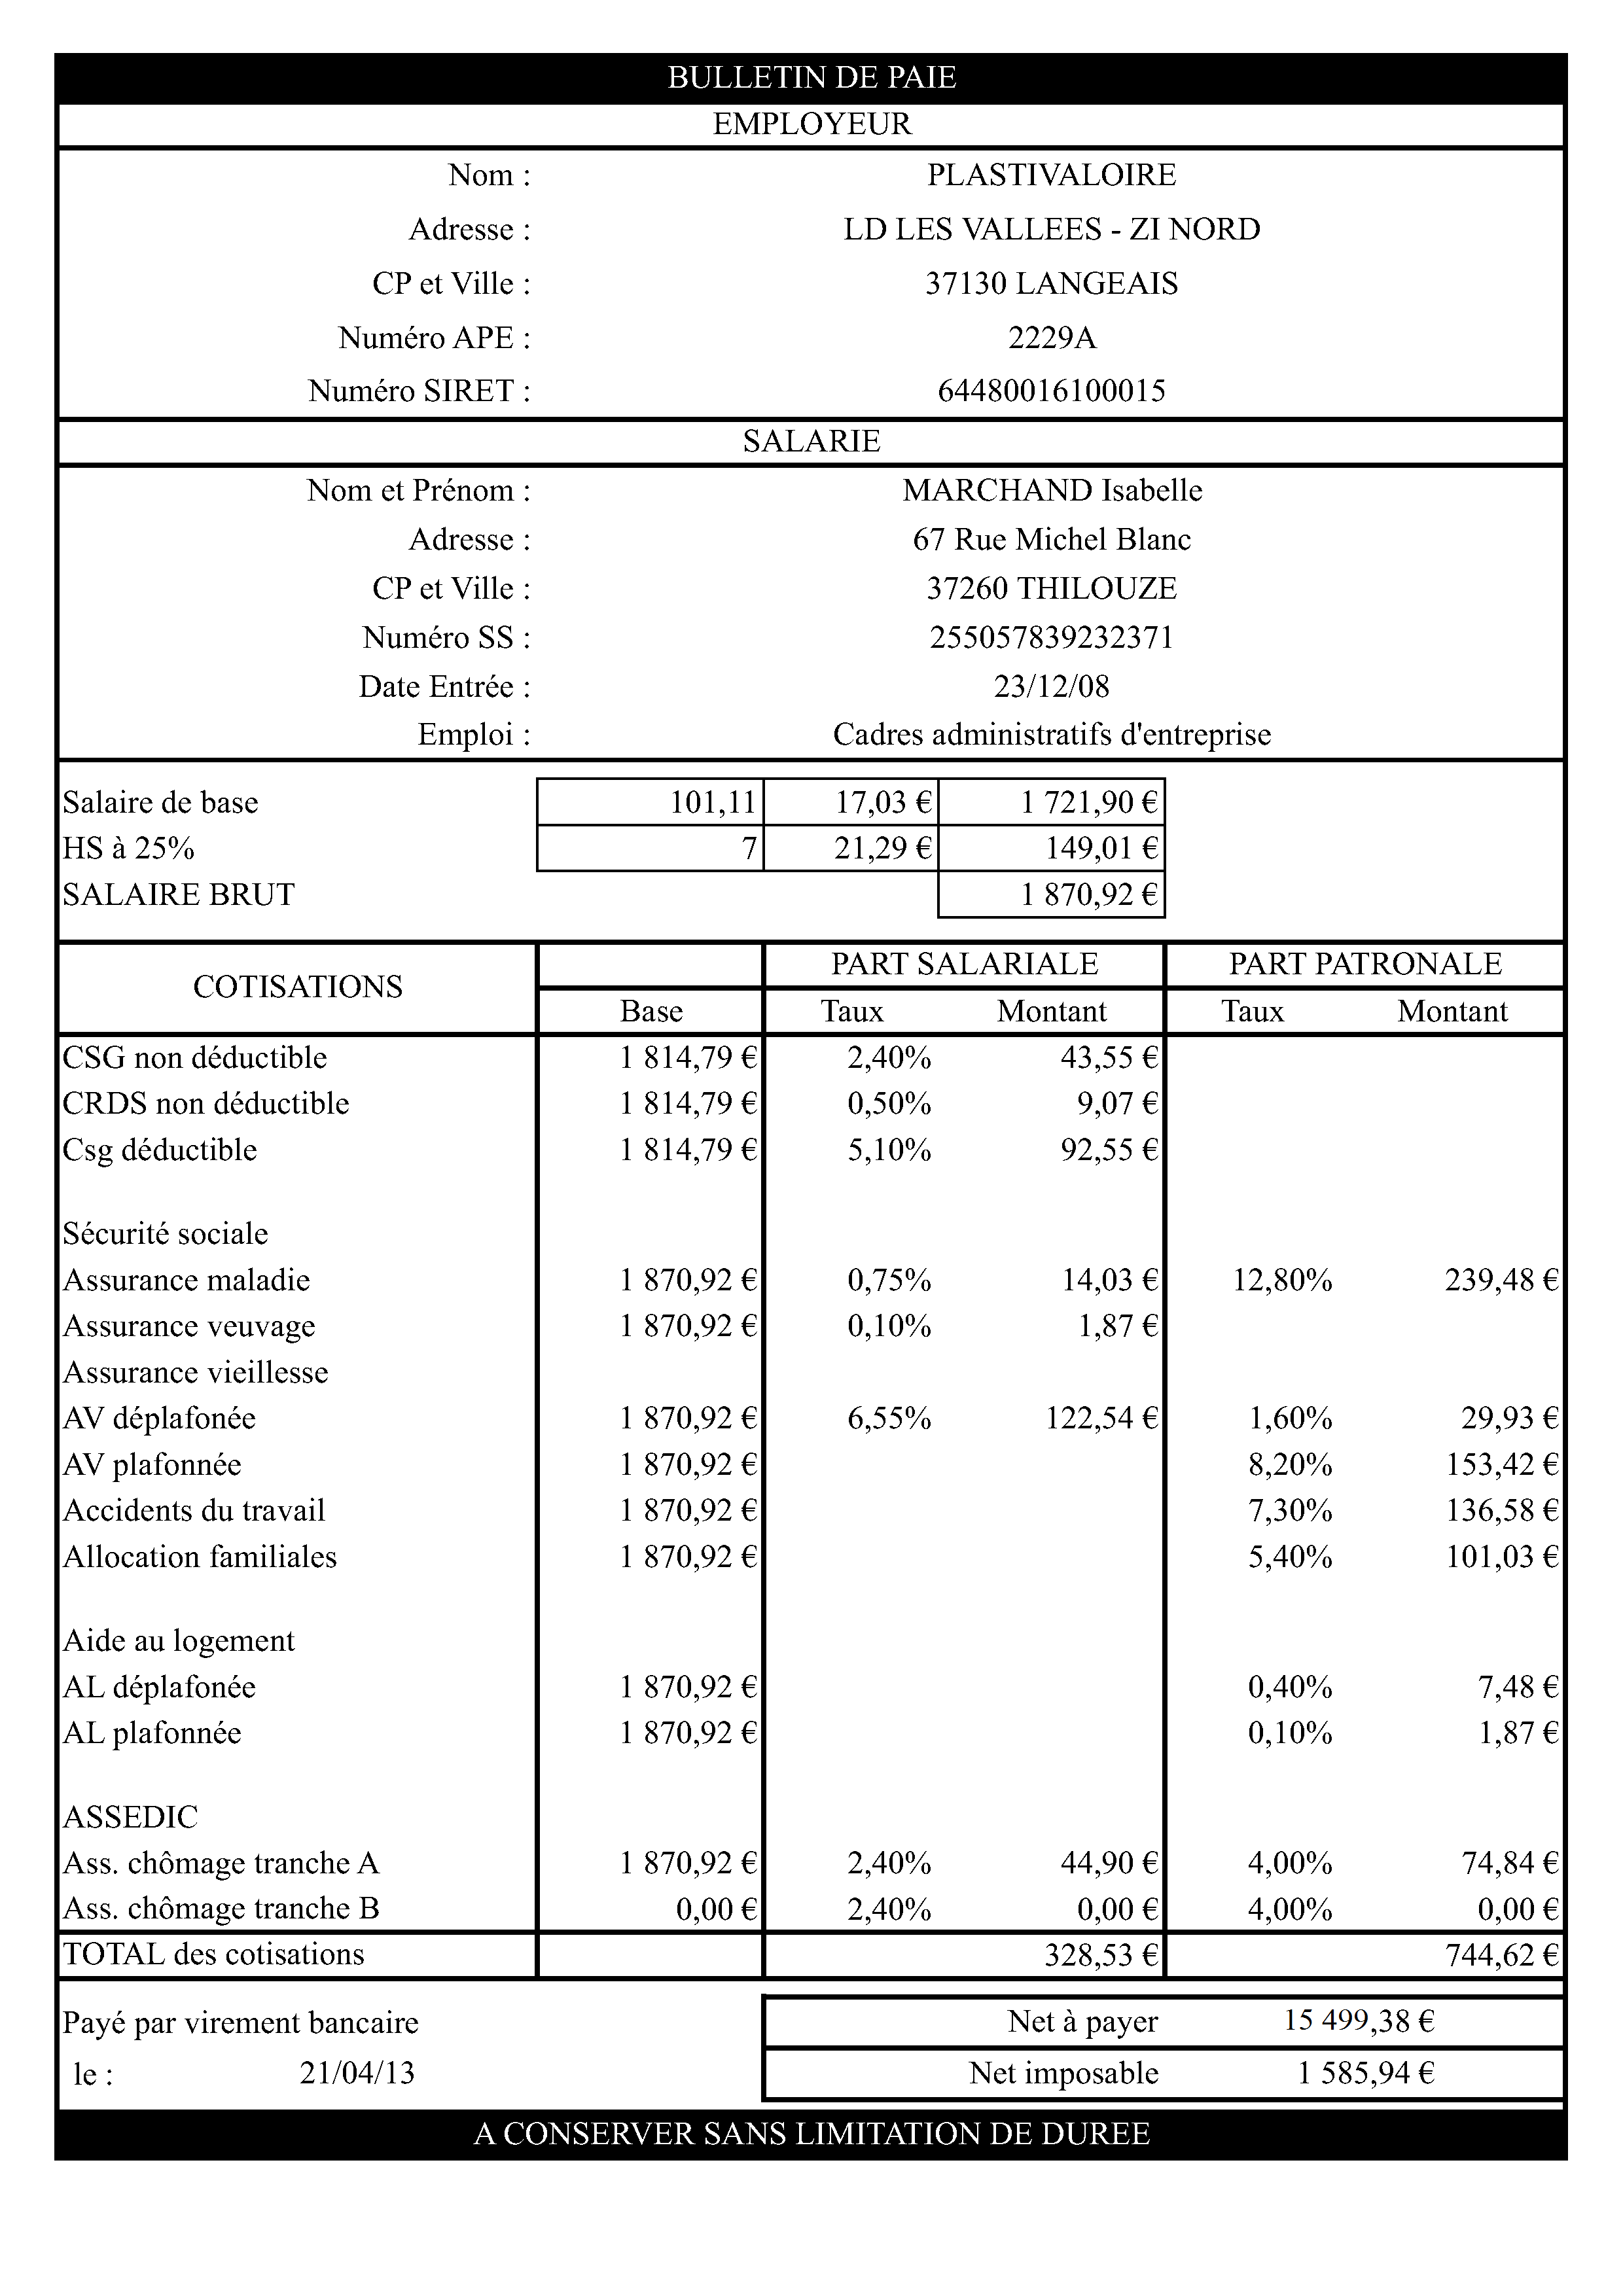 BULLETIN DE PAIE
EMPLOYEUR
Nom : PLASTIVALOIRE
Adresse : LD LES VALLEES - ZI NORD
CP et Ville : 37130 LANGEAIS
Numéro APE : 2229A
Numéro SIRET : 64480016100015
SALARIE
Nom et Prénom : MARCHAND Isabelle
Adresse : 67 Rue Michel Blanc
CP et Ville : 37260 THILOUZE
Numéro SS : 255057839232371
Date Entrée : 23/12/08
Emploi : Cadres administratifs d'entreprise
Salaire de base 101,11 17,03 € 1 721,90 €
HS à 25% 7 21,29 € 149,01 €
SALAIRE BRUT 1 870,92 €
COTISATIONS PART SALARIALE PART PATRONALE
Base Taux Montant Taux Montant
CSG non déductible 1 814,79 € 2,40% 43,55 €
CRDS non déductible 1 814,79 € 0,50% 9,07 €
Csg déductible 1 814,79 € 5,10% 92,55 €
Sécurité sociale
Assurance maladie 1 870,92 € 0,75% 14,03 € 12,80% 239,48 €
Assurance veuvage 1 870,92 € 0,10% 1,87 €
Assurance vieillesse
AV déplafonée 1 870,92 € 6,55% 122,54 € 1,60% 29,93 €
AV plafonnée 1 870,92 € 8,20% 153,42 €
Accidents du travail 1 870,92 € 7,30% 136,58 €
Allocation familiales 1 870,92 € 5,40% 101,03 €
Aide au logement
AL déplafonée 1 870,92 € 0,40% 7,48 €
AL plafonnée 1 870,92 € 0,10% 1,87 €
ASSEDIC
Ass. chômage tranche A 1 870,92 € 2,40% 44,90 € 4,00% 74,84 €
Ass. chômage tranche B 0,00 € 2,40% 0,00 € 4,00% 0,00 €
TOTAL des cotisations 328,53 € 744,62 €
Payé par virement bancaire Net à payer 15 499,38 €
le : 21/04/13 Net imposable 1 585,94 €
A CONSERVER SANS LIMITATION DE DUREE